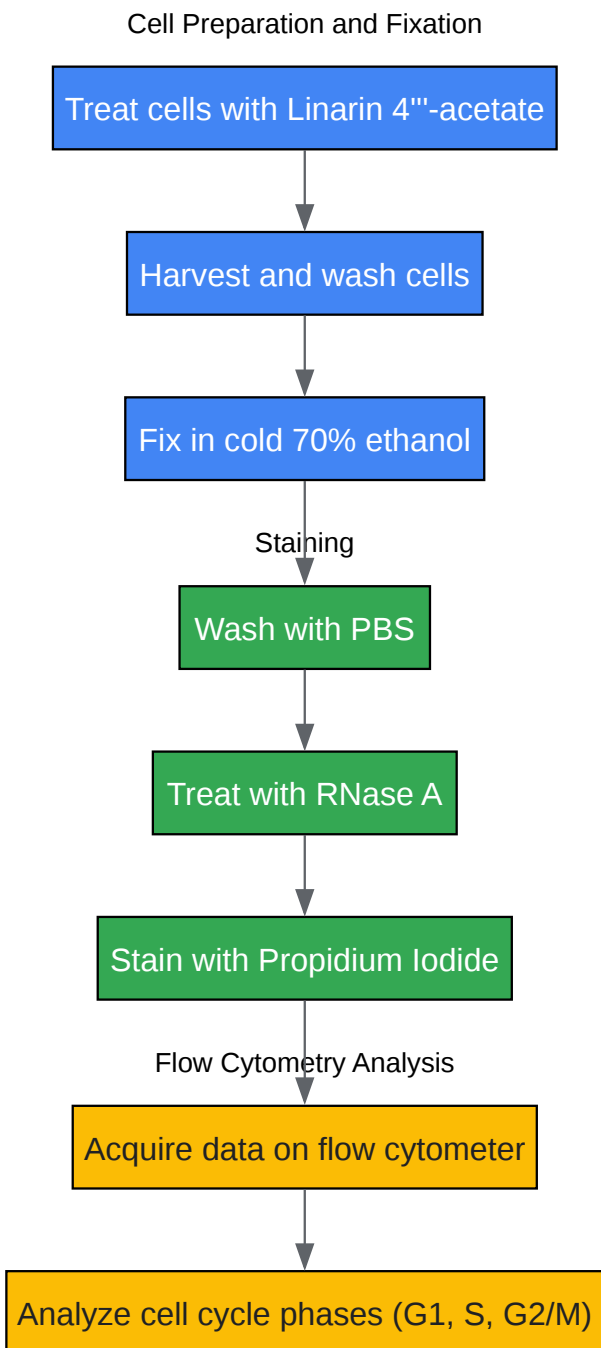 Cell Preparation and Fixation
Treat cells with Linarin 4'''-acetate
Harvest and wash cells
Fix in cold 70% ethanol
Staining
Wash with PBS
Treat with RNase A
Stain with Propidium Iodide
Flow Cytometry Analysis
Acquire data on flow cytometer
Analyze cell cycle phases (G1, S, G2/M)